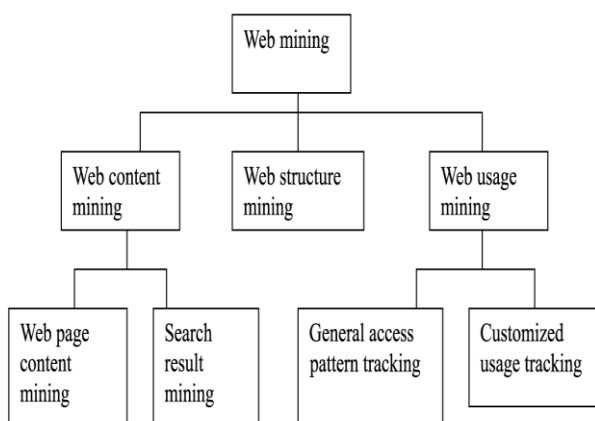 Web mining
Web content
mining
Web structure
mining
Web usage
mining
Web page
content
mining
Search
result
mining
General access
pattern tracking
Customized
usage tracking